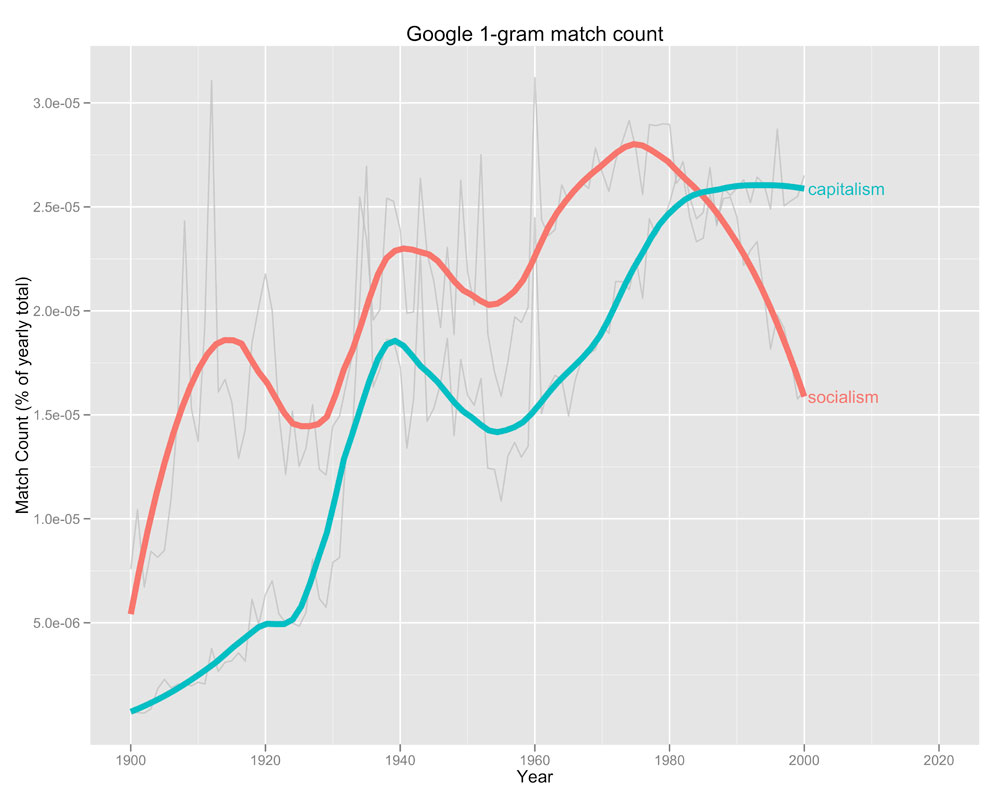 Google 1-gram match count
Match Count (% of yearly total)
3.0e-05
2.5e-05
2.0e-05
1.5e-05
1.0e-05
5.0e-06
capitalism
socialism
1900 1920 1940 1960 1980 2000 2020
Year